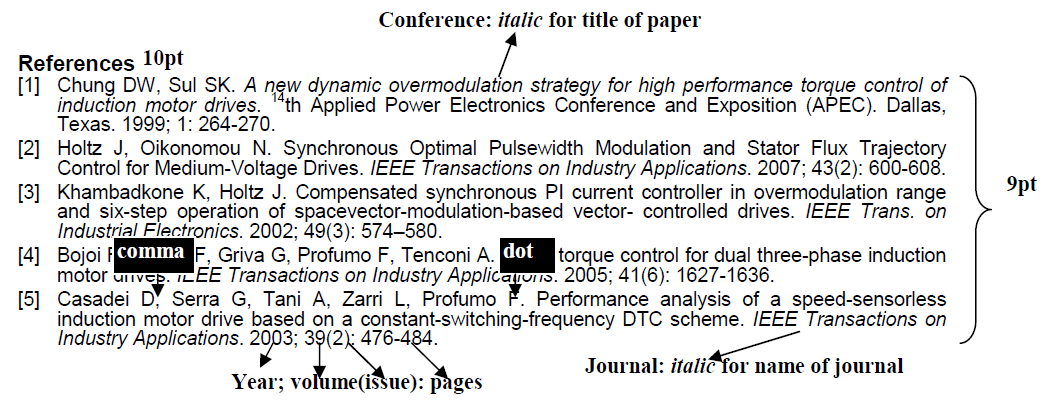 Conference: italic for title of paper
References 10pt
[1] Chung DW, Sul SK. A new dynamic overmodulation strategy for high performance torque control of
induction motor drives. 14th Applied Power Electronics Conference and Exposition (APEC). Dallas,
Texas. 1999; 1: 264-270.
[2] Holtz J, Oikonomou N. Synchronous Optimal Pulsewidth Modulation and Stator Flux Trajectory
Control for Medium-Voltage Drives. IEEE Transactions on Industry Applications. 2007; 43(2): 600-608.
9pt
[3] Khambadkone K, Holtz J. Compensated synchronous PI current controller in overmodulation range
and six-step operation of spacevector-modulation-based vector- controlled drives. IEEE Trans. on
Industrial Electronics. 2002; 49(3): 574–580.
comma dot
[4] Bojoi F, Griva G, Profumo F, Tenconi A. torque control for dual three-phase induction
motor drives. IEEE Transactions on Industry Applications. 2005; 41(6): 1627-1636.
[5] Casadei D, Serra G, Tani A, Zarri L, Profumo F. Performance analysis of a speed-sensorless
induction motor drive based on a constant-switching-frequency DTC scheme. IEEE Transactions on
Industry Applications. 2003; 39(2): 476-484.
Journal: italic for name of journal
Year; volume(issue): pages